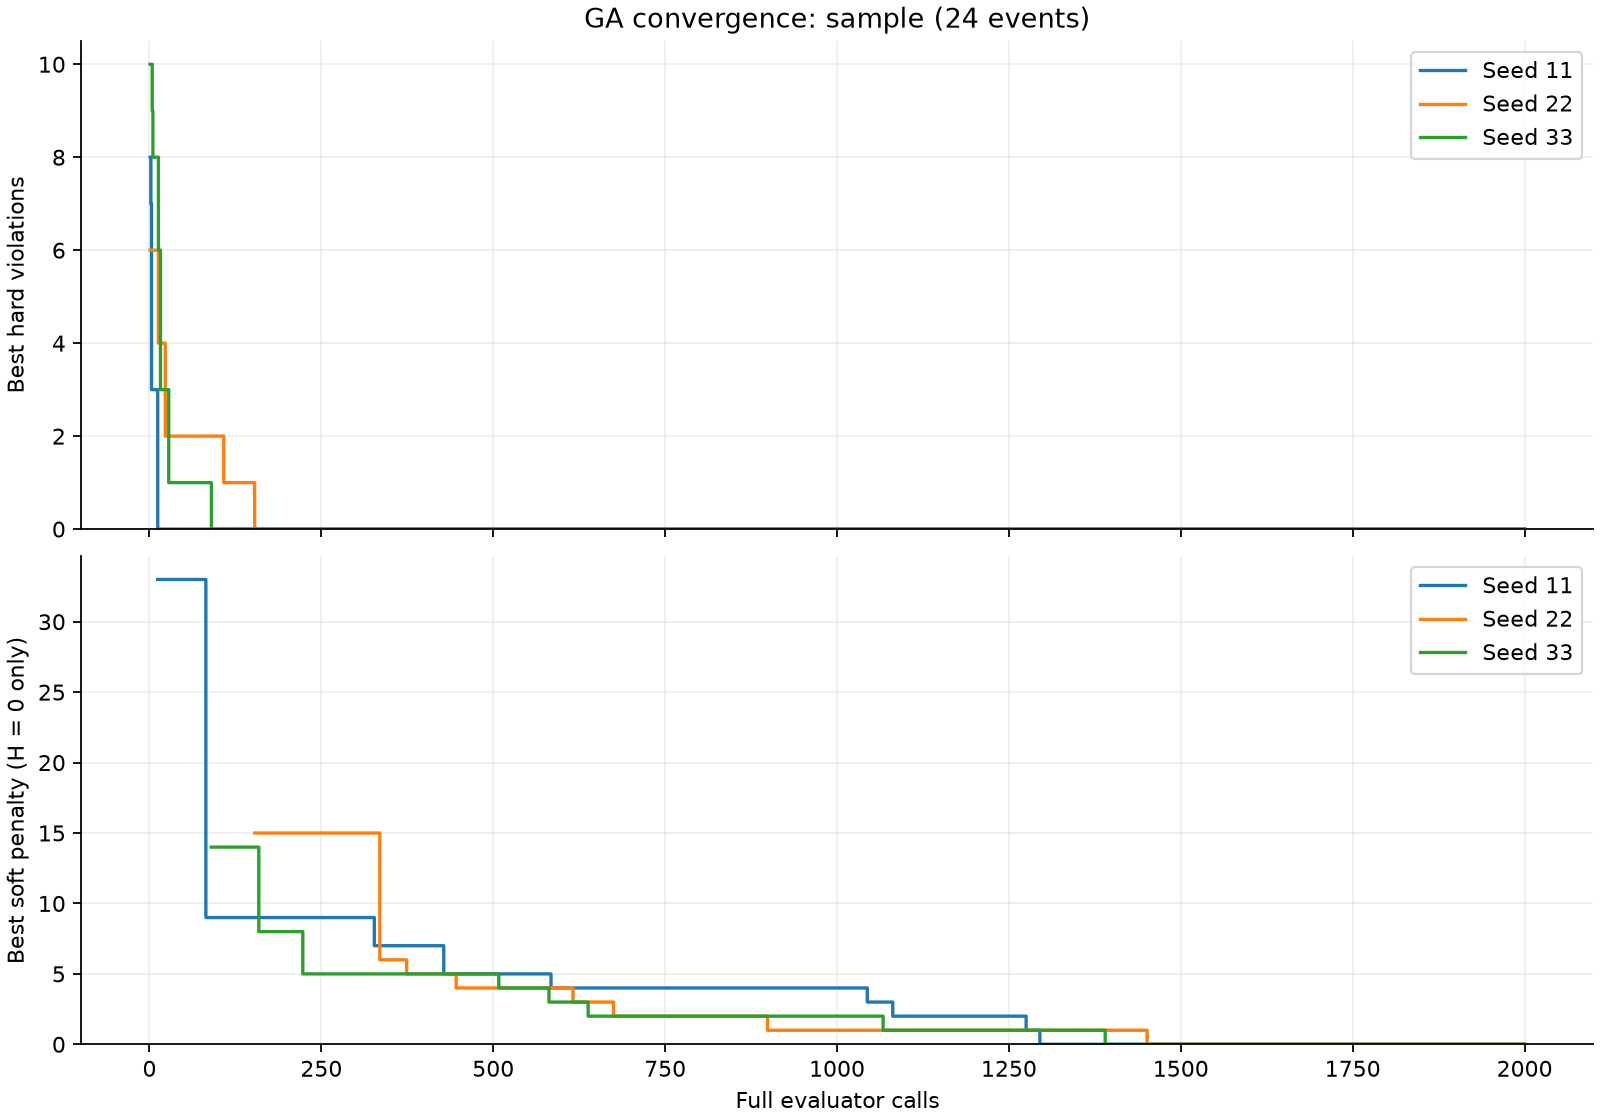 GA convergence: sample (24 events)
Best hard violations
10
8
6
4
2
0
Seed 11
Seed 22
Seed 33
Best soft penalty (H = 0 only)
30
25
20
15
10
5
0
Seed 11
Seed 22
Seed 33
0 250 500 750 1000 1250 1500 1750 2000
Full evaluator calls